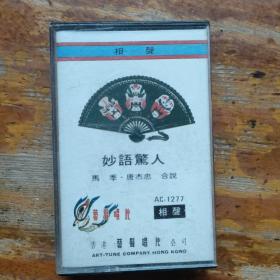 相聲
妙語驚人
馬季·唐杰忠 合說
藝聲唱片
AC-1277
相聲
香港 藝聲唱片 公司
ART-TUNE COMPANY HONG KONG